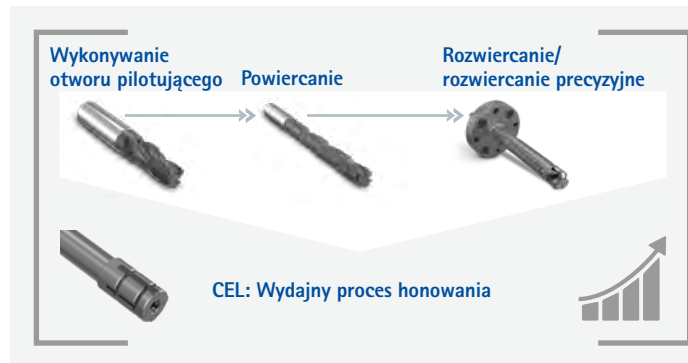 Wykonywanie
otworu pilotującego
Powiercanie
Rozwiercanie/
rozwiercanie precyzyjne
CEL: Wydajny proces honowania